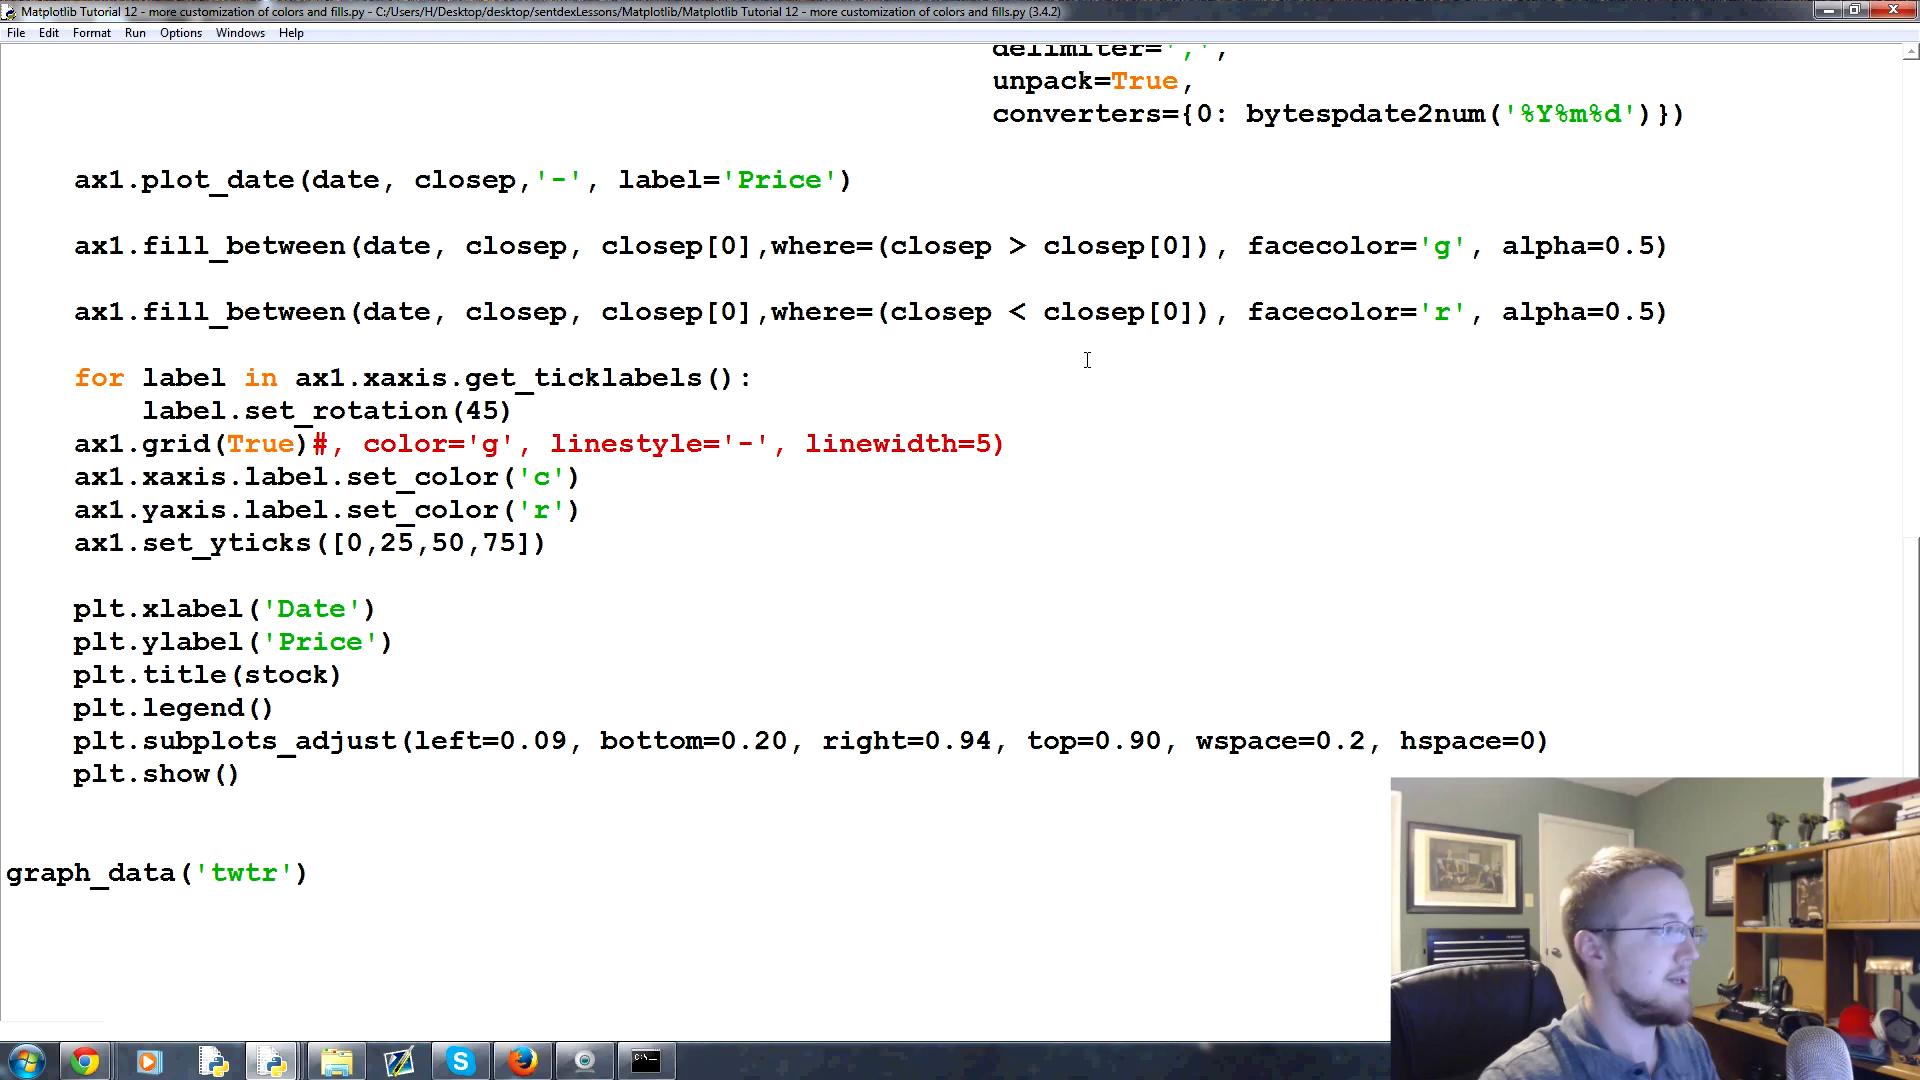 Matplotlib Tutorial 12 - more customization of colors and fills.py - C:/Users/H/Desktop/desktop/sentdexLessons/Matplotlib/Matplotlib Tutorial 12 - more customization of colors and fills.py (3.4.2)
File Edit Format Run Options Windows Help
delimiter=',',
unpack=True,
converters={0: bytespdate2num('%Y%m%d')})
ax1.plot_date(date, closep,'-', label='Price')
ax1.fill_between(date, closep, closep[0],where=(closep > closep[0]), facecolor='g', alpha=0.5)
ax1.fill_between(date, closep, closep[0],where=(closep < closep[0]), facecolor='r', alpha=0.5)
for label in ax1.xaxis.get_ticklabels():
label.set_rotation(45)
ax1.grid(True)#, color='g', linestyle='-', linewidth=5)
ax1.xaxis.label.set_color('c')
ax1.yaxis.label.set_color('r')
ax1.set_yticks([0,25,50,75])
plt.xlabel('Date')
plt.ylabel('Price')
plt.title(stock)
plt.legend()
plt.subplots_adjust(left=0.09, bottom=0.20, right=0.94, top=0.90, wspace=0.2, hspace=0)
plt.show()
graph_data('twtr')